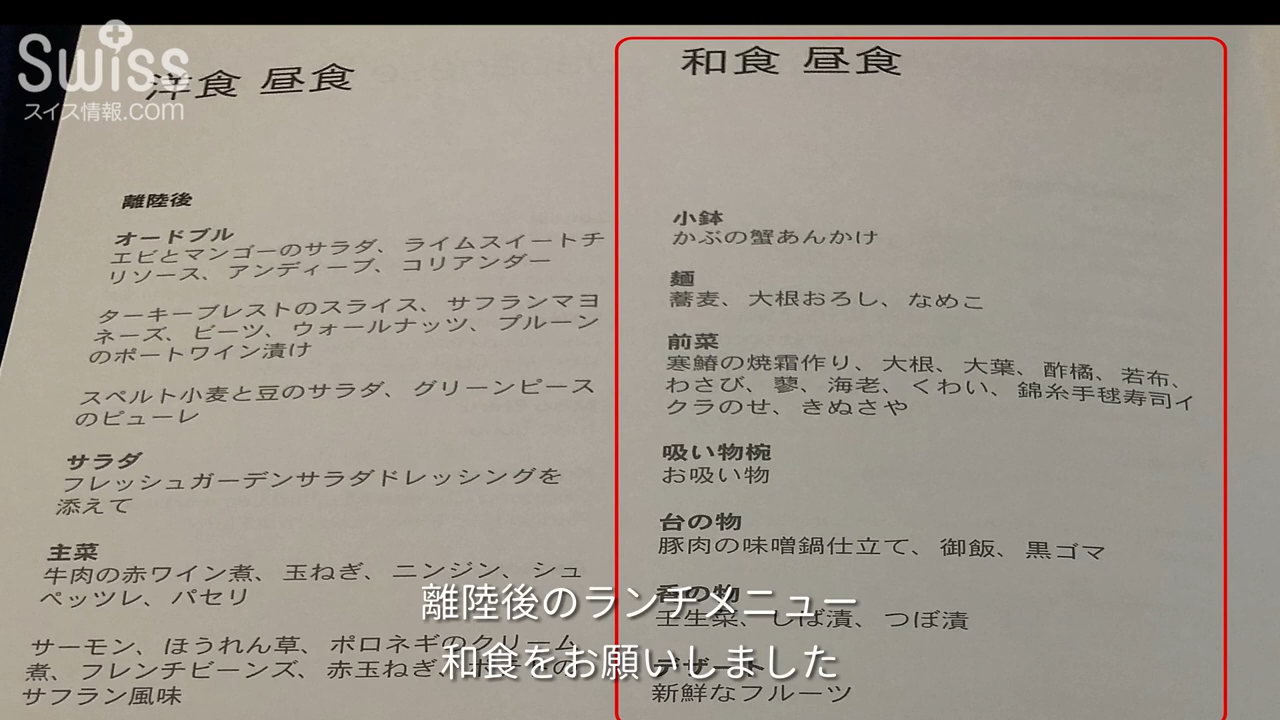 Swiss
スイス情報.com
洋食 昼食
離陸後
オードブル
エビとマンゴーのサラダ、ライムスイートチ
リソース、アンディーブ、コリアンダー
ターキーブレストのスライス、サフランマヨ
ネーズ、ビーツ、ウォールナッツ、プルーン
のポートワイン漬け
スペルト小麦と豆のサラダ、グリーンピース
のピューレ
サラダ
フレッシュガーデンサラダドレッシングを
添えて
主菜
牛肉の赤ワイン煮、玉ねぎ、ニンジン、シュ
ペッツレ、パセリ
サーモン、ほうれん草、ポロネギのクリーム
煮、フレンチビーンズ、赤玉ねぎ、ポテトの
サフラン風味
和食 昼食
小鉢
かぶの蟹あんかけ
麺
蕎麦、大根おろし、なめこ
前菜
寒鰆の焼霜作り、大根、大葉、酢橘、若布、
わさび、蓼、海老、くわい、錦糸手毬寿司イ
クラのせ、きぬさや
吸い物椀
お吸い物
台の物
豚肉の味噌鍋仕立て、御飯、黒ゴマ
香の物
壬生菜、しば漬、つぼ漬
デザート
新鮮なフルーツ
離陸後のランチメニュー
和食をお願いしました